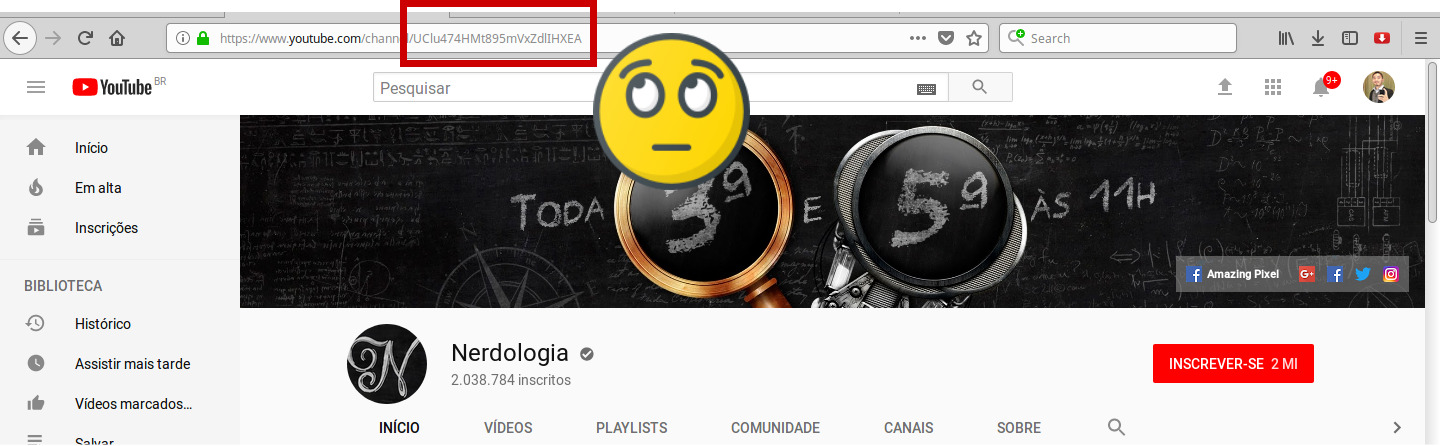 https://www.youtube.com/channel/UClu474HMt895mVxZdlIHXEA
Search
YouTube BR
Pesquisar
9+
Início
Em alta
Inscrições
BIBLIOTECA
Histórico
Assistir mais tarde
Vídeos marcados...
Salvar
TODA 3ª E 5ª ÀS 11H
Amazing Pixel
Nerdologia
2.038.784 inscritos
INSCREVER-SE 2 MI
INÍCIO VÍDEOS PLAYLISTS COMUNIDADE CANAIS SOBRE